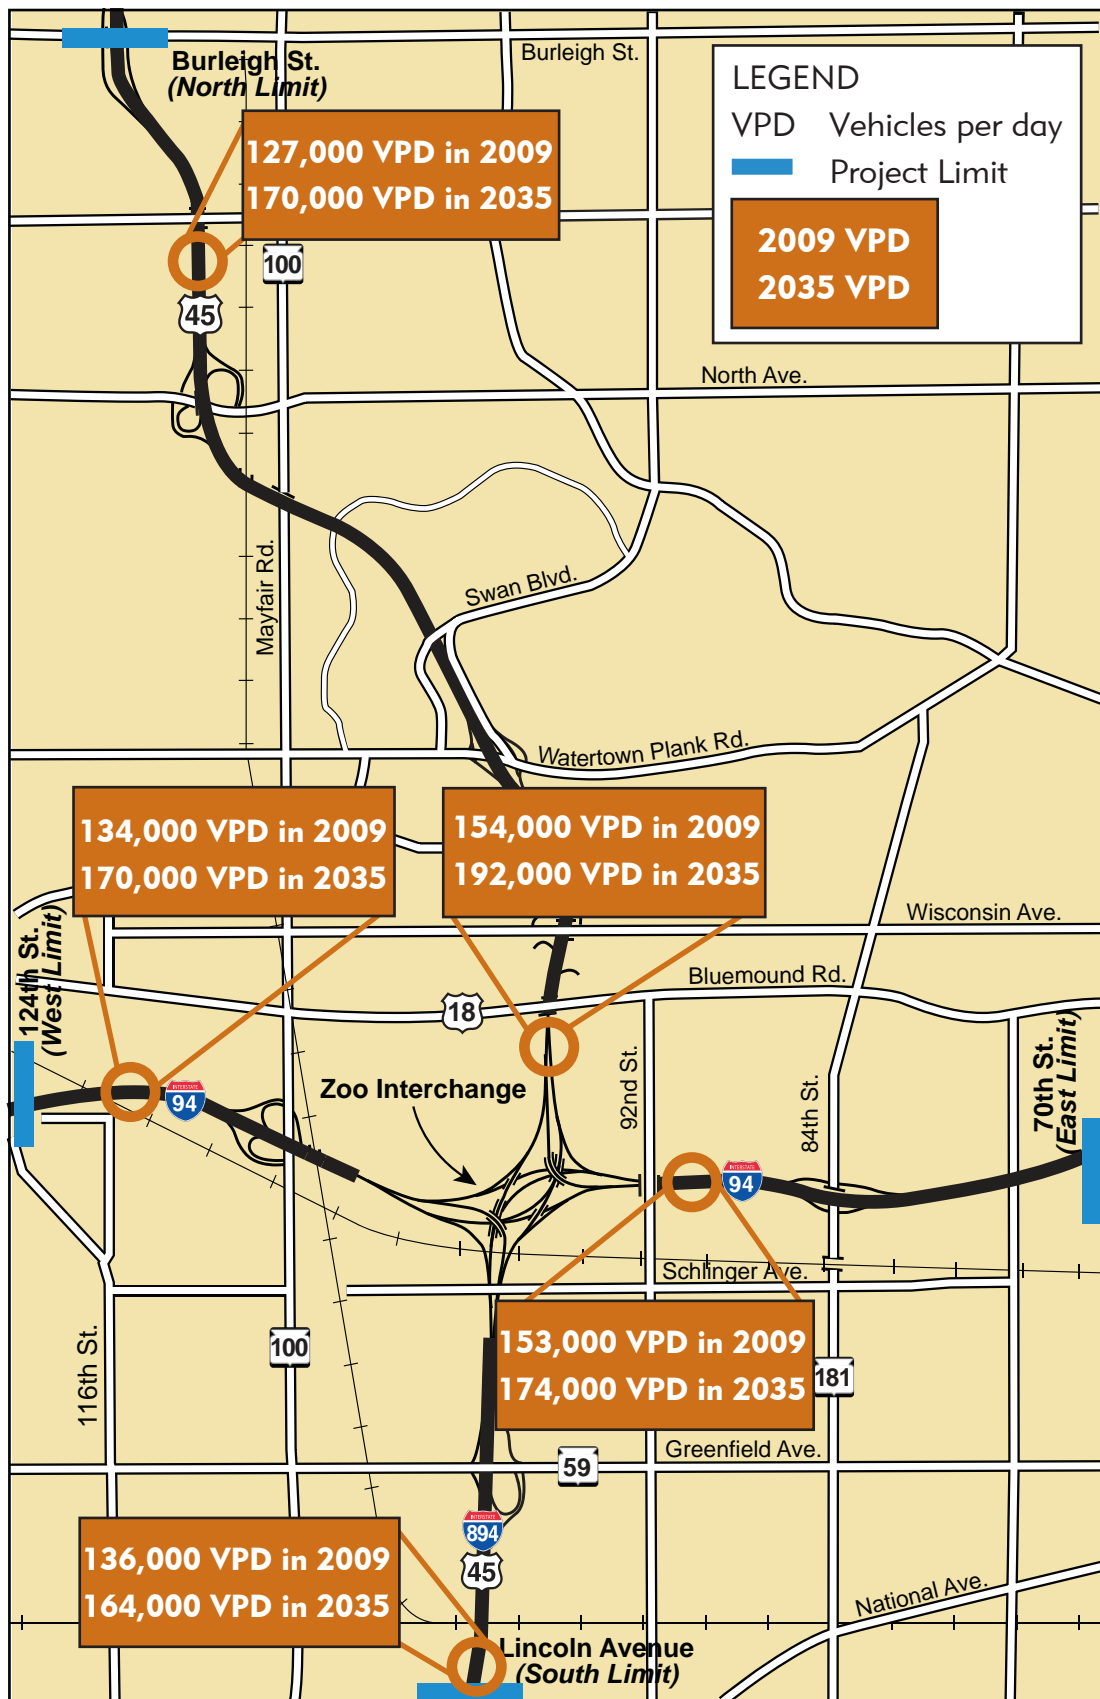 Burleigh St.
(North Limit)
Burleigh St.
LEGEND
VPD Vehicles per day
Project Limit
2009 VPD
2035 VPD
127,000 VPD in 2009
170,000 VPD in 2035
100
45
North Ave.
Mayfair Rd.
Swan Blvd.
Watertown Plank Rd.
134,000 VPD in 2009
170,000 VPD in 2035
154,000 VPD in 2009
192,000 VPD in 2035
Wisconsin Ave.
124th St.
(West Limit)
Bluemound Rd.
18
70th St.
(East Limit)
92nd St.
84th St.
Zoo Interchange
INTERSTATE
94
INTERSTATE
94
Schlinger Ave.
116th St.
100
153,000 VPD in 2009
174,000 VPD in 2035
181
Greenfield Ave.
59
INTERSTATE
894
45
136,000 VPD in 2009
164,000 VPD in 2035
National Ave.
Lincoln Avenue
(South Limit)